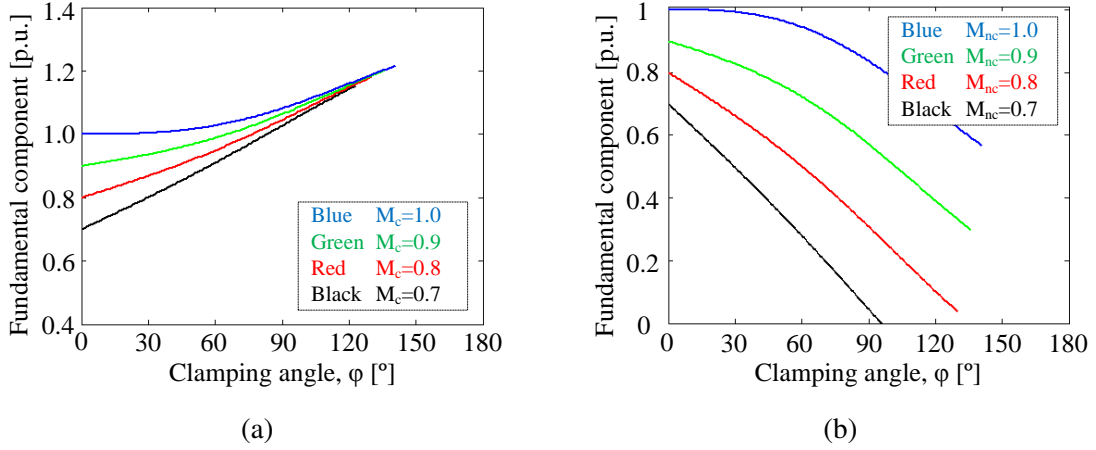 Fundamental component [p.u.]
1.4
1.2
1.0
0.8
0.6
0.4
Blue M_c=1.0
Green M_c=0.9
Red M_c=0.8
Black M_c=0.7
0 30 60 90 120 150 180
Clamping angle, φ [º]
(a)
Fundamental component [p.u.]
1
0.8
0.6
0.4
0.2
0
Blue M_nc=1.0
Green M_nc=0.9
Red M_nc=0.8
Black M_nc=0.7
0 30 60 90 120 150 180
Clamping angle, φ [º]
(b)